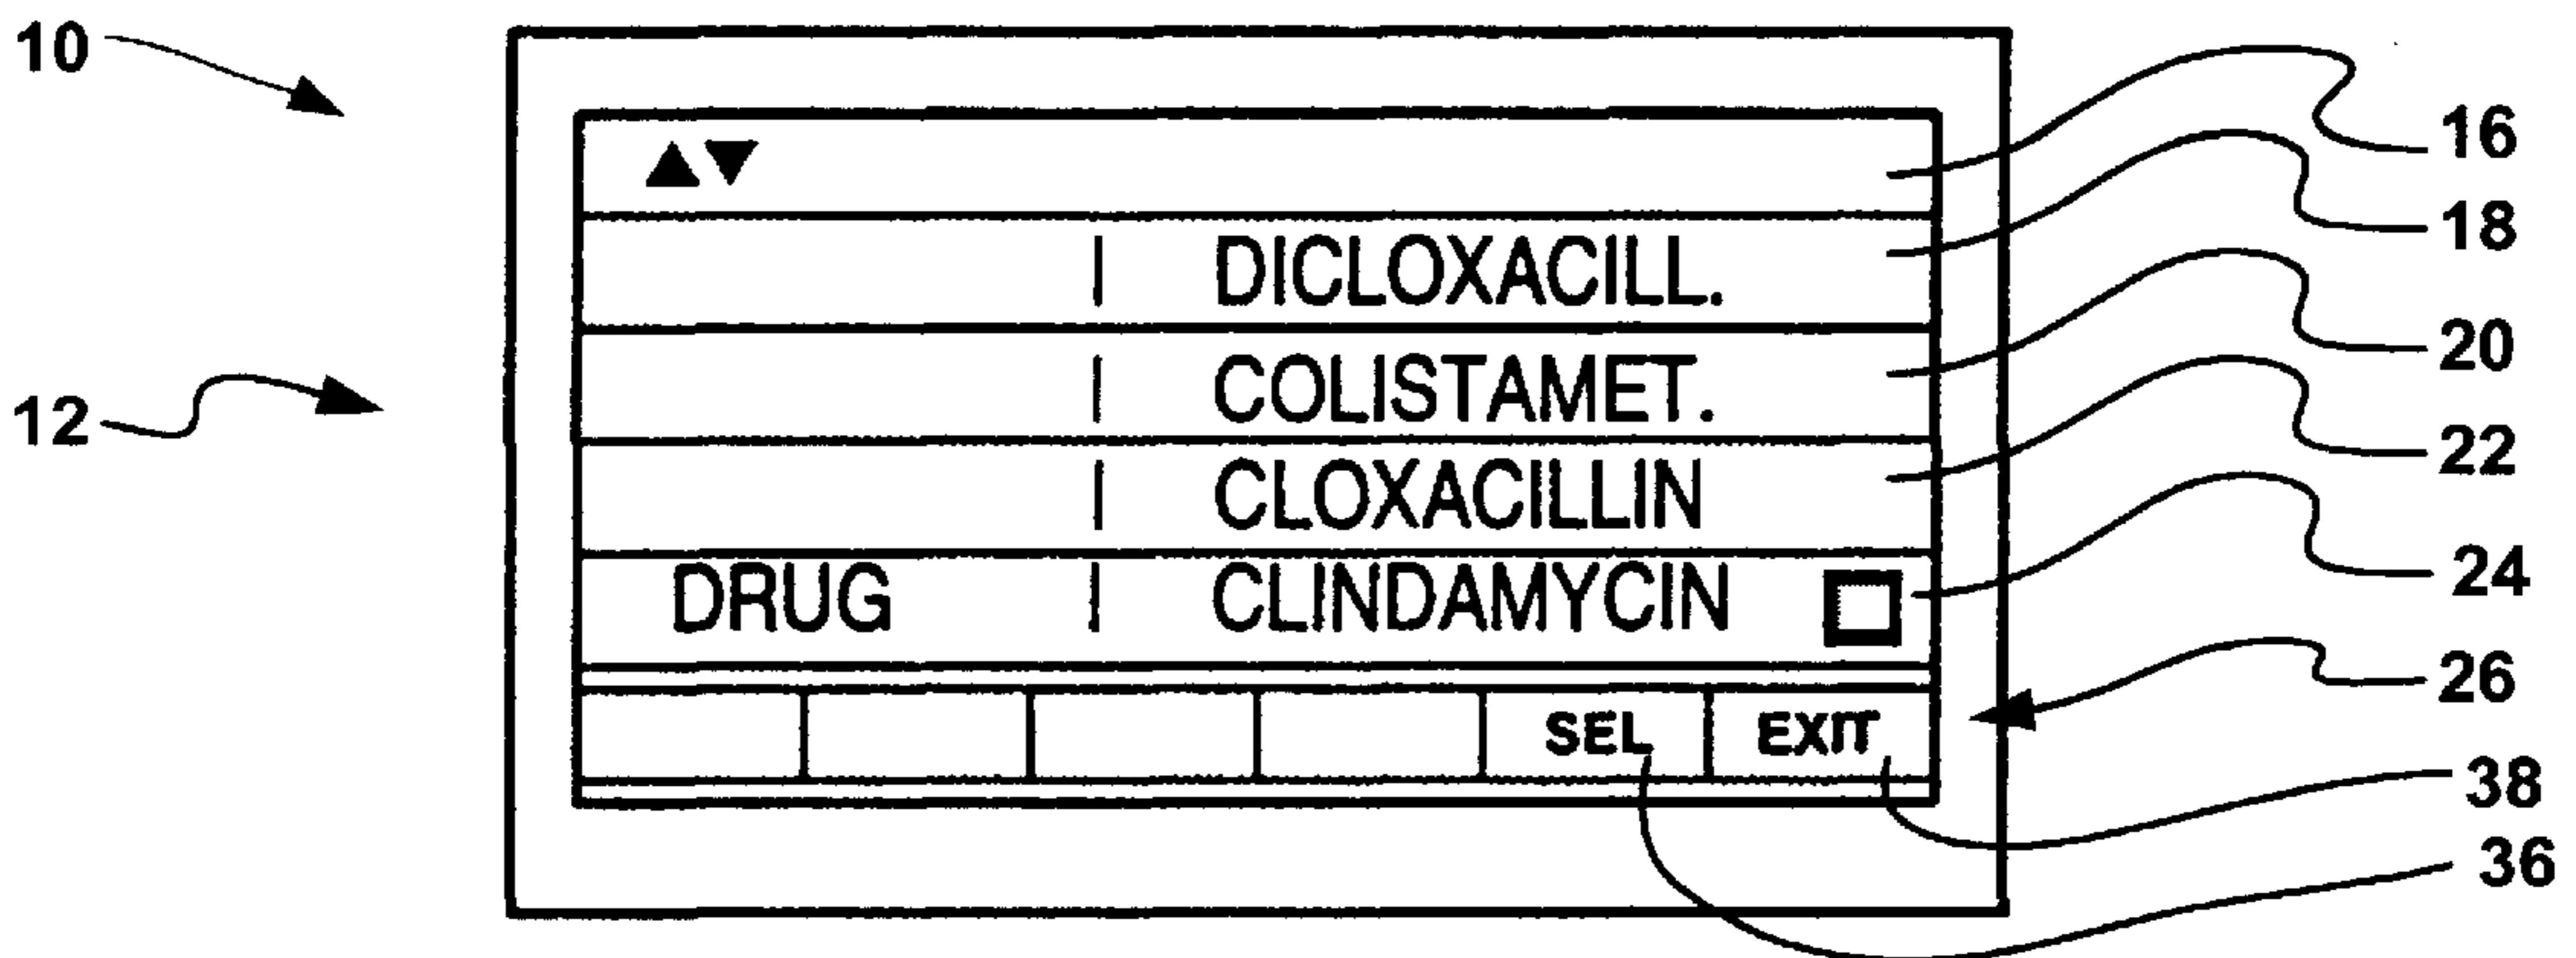 10
▲▼ 16
| DICLOXACILL. 18
| COLISTAMET. 20
12
| CLOXACILLIN 22
DRUG | CLINDAMYCIN 24
26
SEL EXIT
38
36